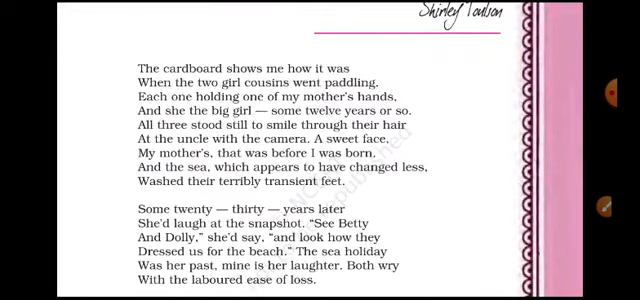 Shirley Toulson
The cardboard shows me how it was
When the two girl cousins went paddling,
Each one holding one of my mother's hands,
And she the big girl — some twelve years or so.
All three stood still to smile through their hair
At the uncle with the camera. A sweet face,
My mother's, that was before I was born.
And the sea, which appears to have changed less,
Washed their terribly transient feet.
Some twenty — thirty — years later
She'd laugh at the snapshot. "See Betty
And Dolly," she'd say, "and look how they
Dressed us for the beach." The sea holiday
Was her past, mine is her laughter. Both wry
With the laboured ease of loss.